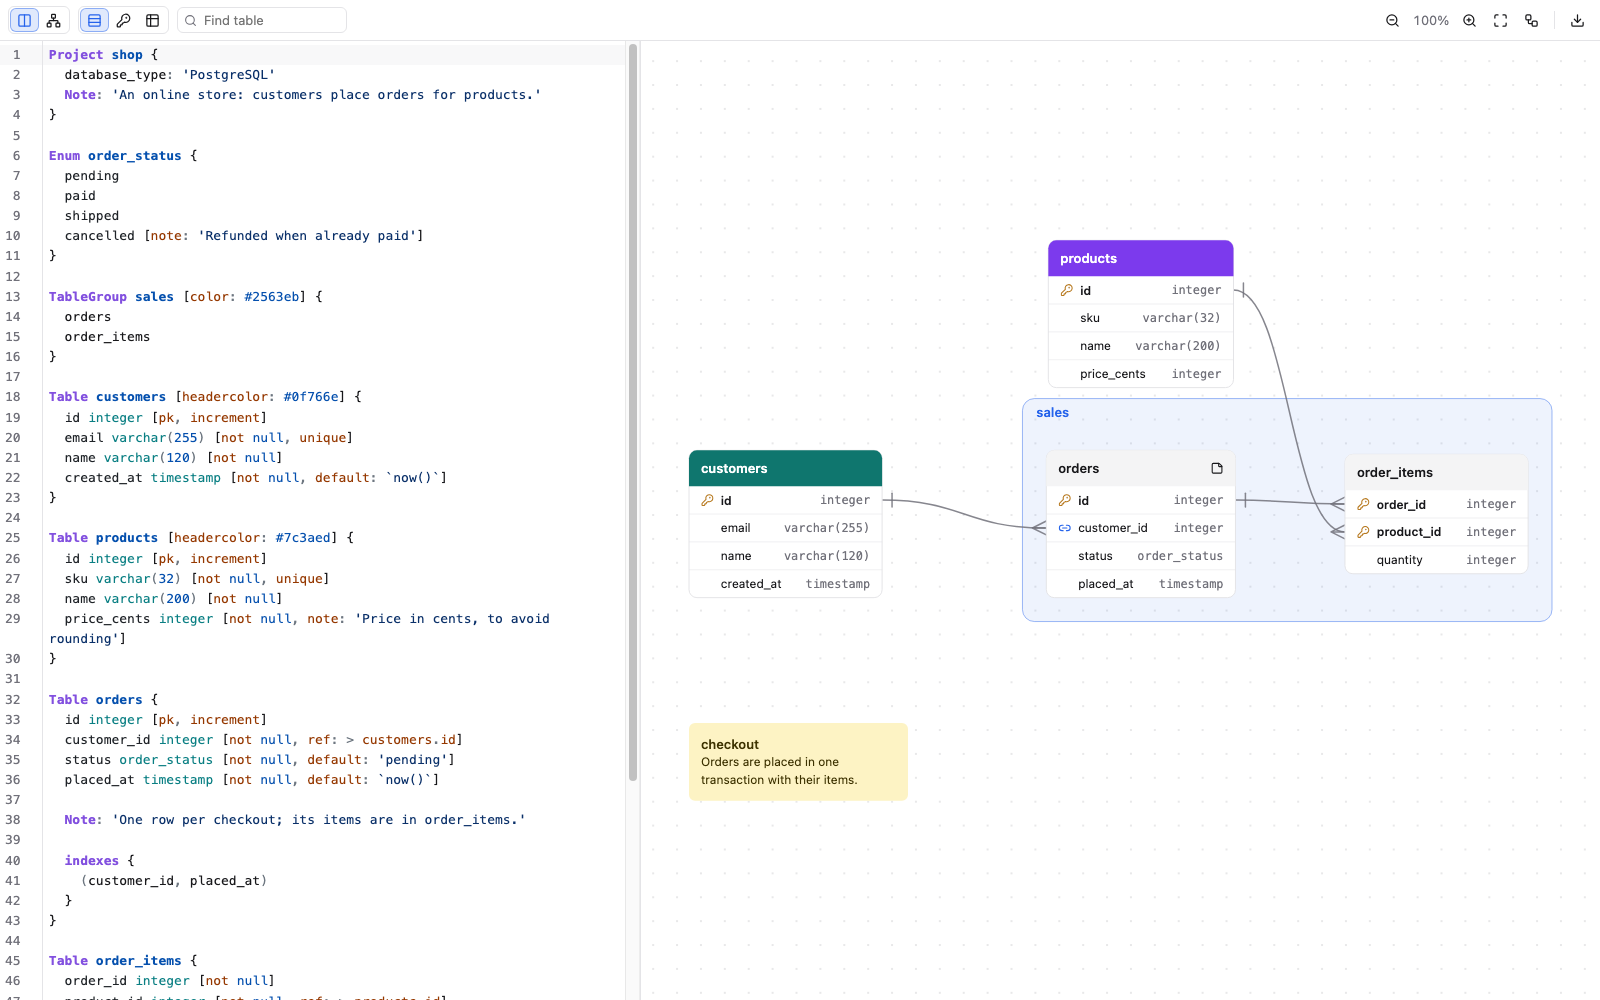 Find table
100%
1 Project shop {
2 database_type: 'PostgreSQL'
3 Note: 'An online store: customers place orders for products.'
4 }
5
6 Enum order_status {
7 pending
8 paid
9 shipped
10 cancelled [note: 'Refunded when already paid']
11 }
12
13 TableGroup sales [color: #2563eb] {
14 orders
15 order_items
16 }
17
18 Table customers [headercolor: #0f766e] {
19 id integer [pk, increment]
20 email varchar(255) [not null, unique]
21 name varchar(120) [not null]
22 created_at timestamp [not null, default: `now()`]
23 }
24
25 Table products [headercolor: #7c3aed] {
26 id integer [pk, increment]
27 sku varchar(32) [not null, unique]
28 name varchar(200) [not null]
29 price_cents integer [not null, note: 'Price in cents, to avoid
rounding']
30 }
31
32 Table orders {
33 id integer [pk, increment]
34 customer_id integer [not null, ref: > customers.id]
35 status order_status [not null, default: 'pending']
36 placed_at timestamp [not null, default: `now()`]
37
38 Note: 'One row per checkout; its items are in order_items.'
39
40 indexes {
41 (customer_id, placed_at)
42 }
43 }
44
45 Table order_items {
46 order_id integer [not null]
47 product_id integer [not null, ref: > products.id]
products
id integer
sku varchar(32)
name varchar(200)
price_cents integer
sales
customers
id integer
email varchar(255)
name varchar(120)
created_at timestamp
orders
id integer
customer_id integer
status order_status
placed_at timestamp
order_items
order_id integer
product_id integer
quantity integer
checkout
Orders are placed in one
transaction with their items.